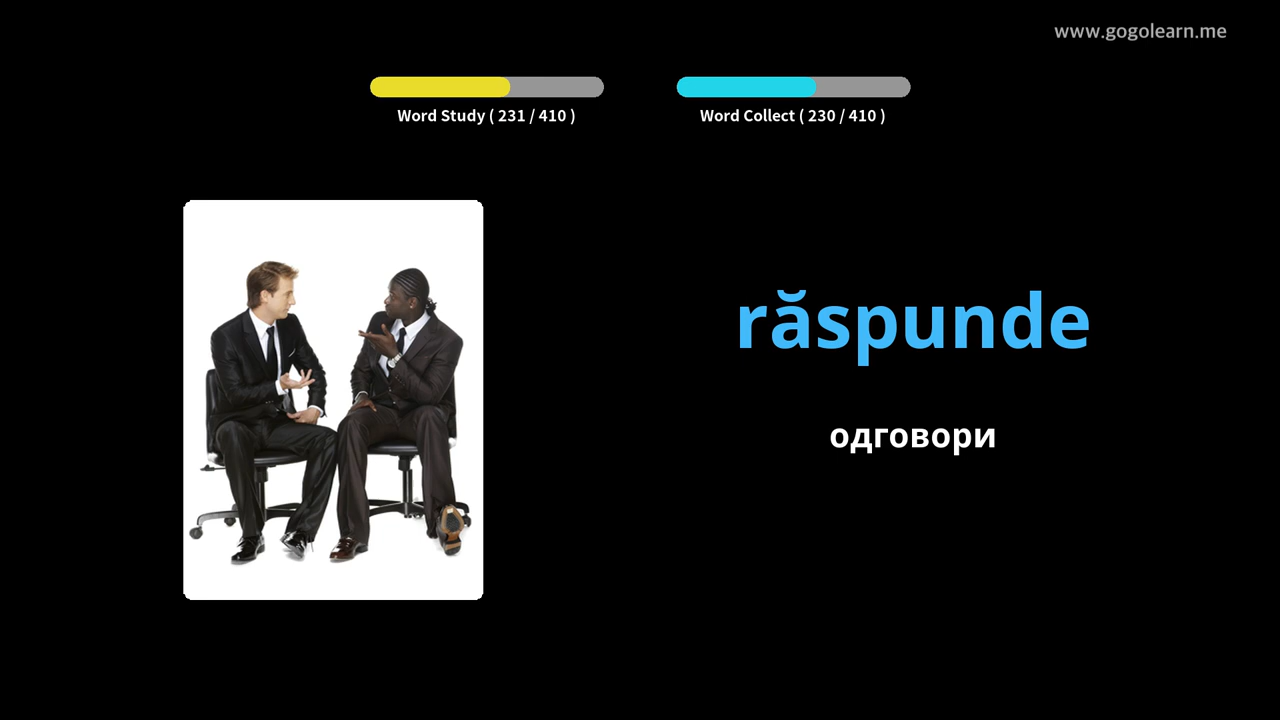 www.gogolearn.me
Word Study ( 231 / 410 )
Word Collect ( 230 / 410 )
răspunde
одговори